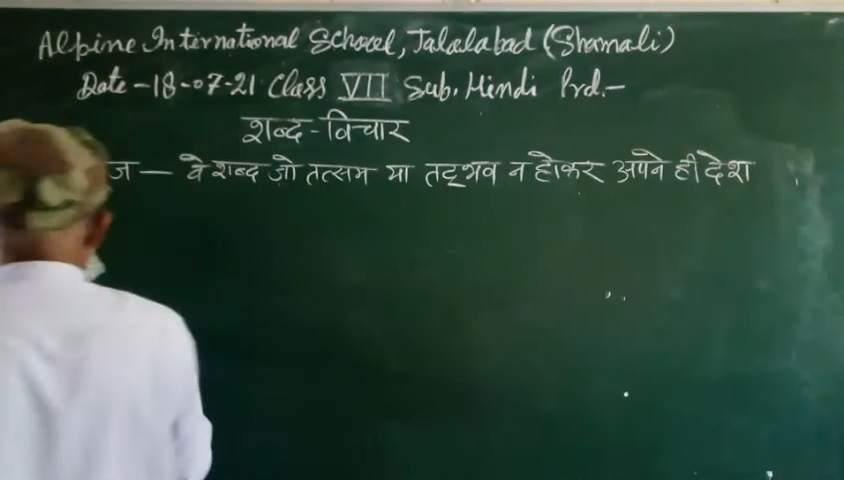 Alpine International School, Jalalabad (Shamali)
Date -18-07-21 Class VII Sub. Hindi Prd.-
शब्द-विचार
ज — वे शब्द जो तत्सम या तद्भव न होकर अपने ही देश